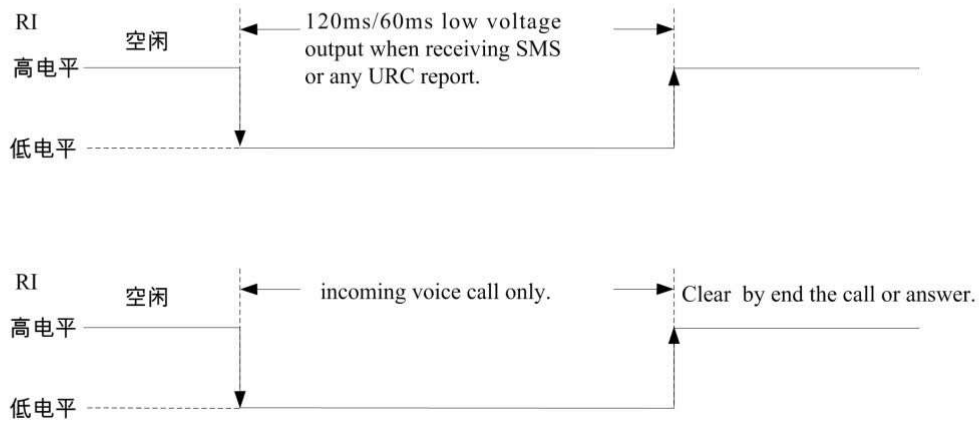 RI
空闲
120ms/60ms low voltage
output when receiving SMS
or any URC report.
高电平
低电平
RI
空闲
incoming voice call only.
Clear by end the call or answer.
高电平
低电平